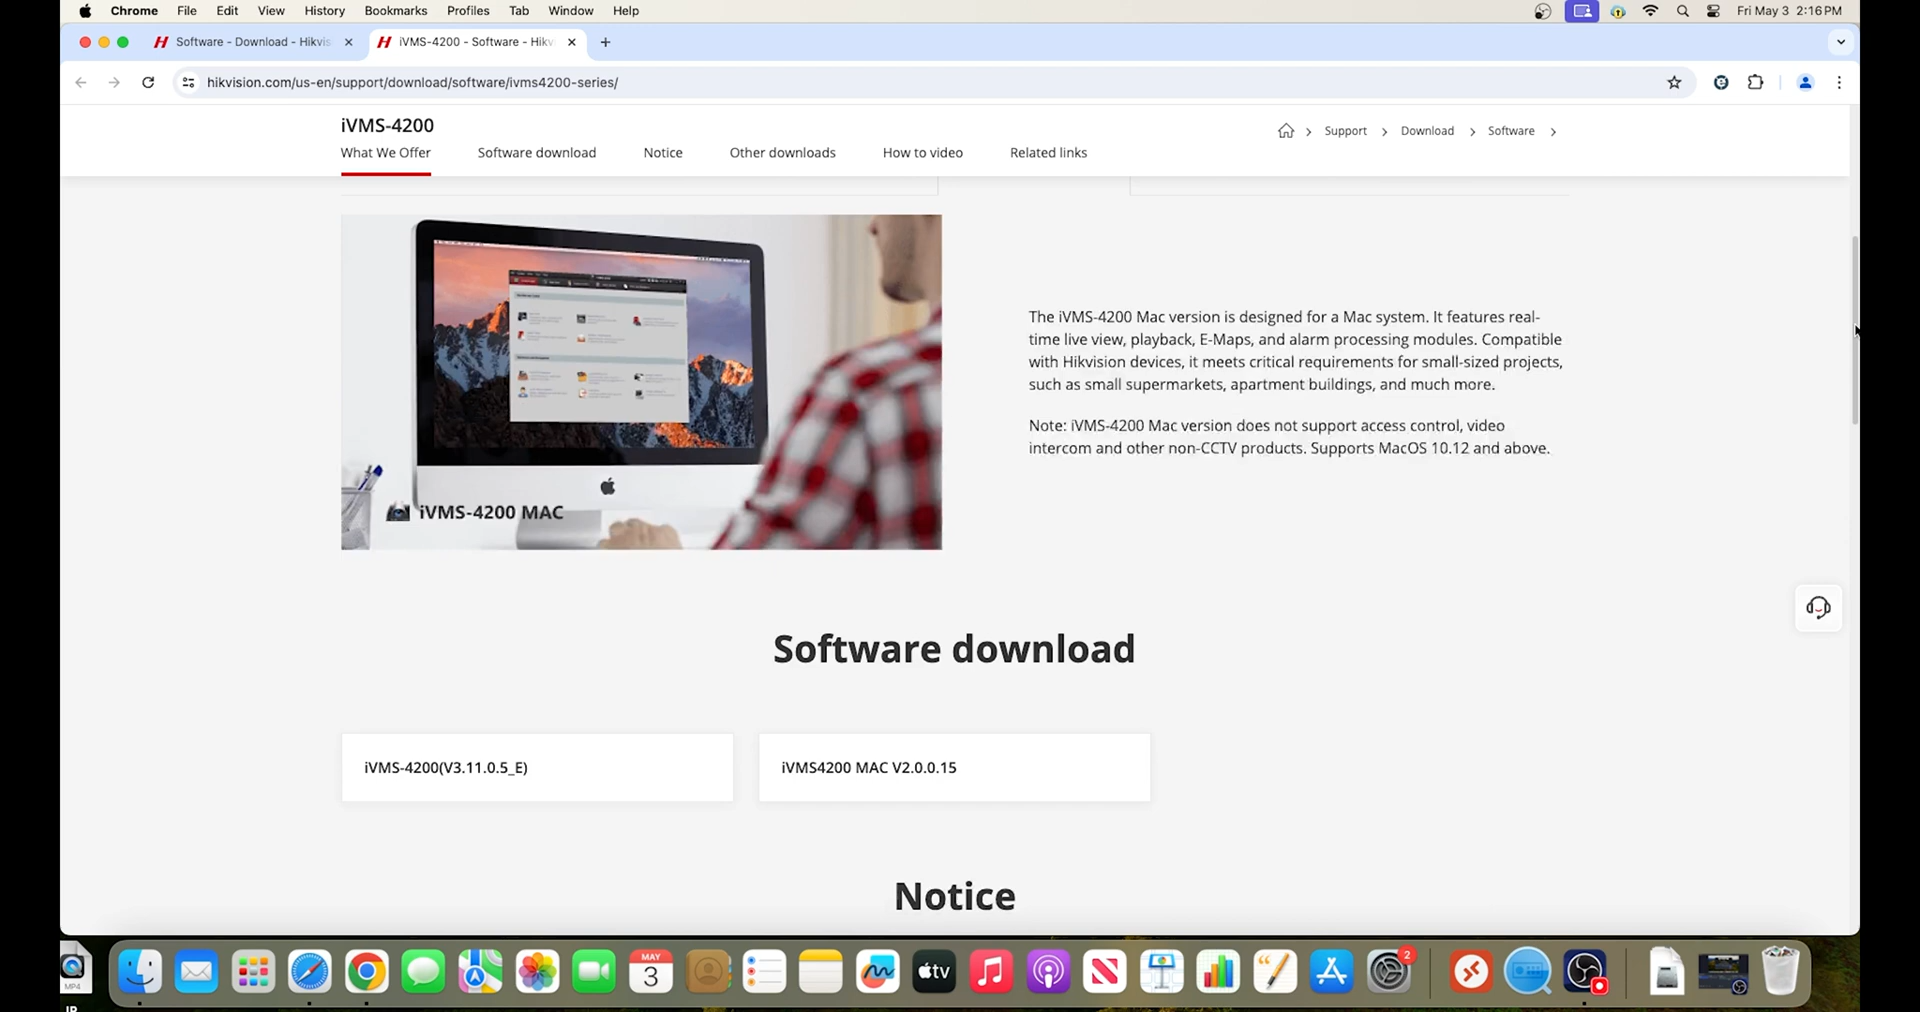 Chrome File Edit View History Bookmarks Profiles Tab Window Help
Fri May 3 2:16 PM
Software - Download - Hikvis
iVMS-4200 - Software - Hikv
hikvision.com/us-en/support/download/software/ivms4200-series/
iVMS-4200
Support Download Software
What We Offer Software download Notice Other downloads How to video Related links
The iVMS-4200 Mac version is designed for a Mac system. It features real-
time live view, playback, E-Maps, and alarm processing modules. Compatible
with Hikvision devices, it meets critical requirements for small-sized projects,
such as small supermarkets, apartment buildings, and much more.
Note: iVMS-4200 Mac version does not support access control, video
intercom and other non-CCTV products. Supports MacOS 10.12 and above.
iVMS-4200 MAC
Software download
iVMS-4200(V3.11.0.5_E)
iVMS4200 MAC V2.0.0.15
Notice
MP4
MAY
3
tv
2